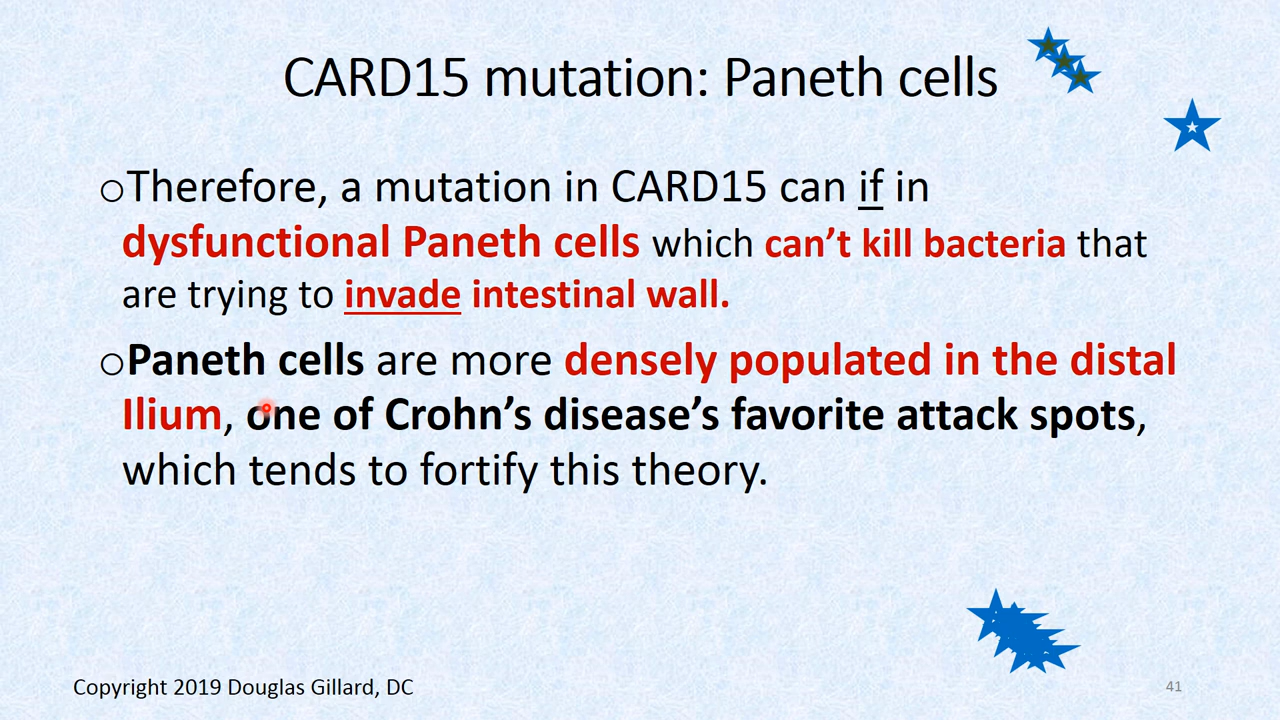 CARD15 mutation: Paneth cells
○Therefore, a mutation in CARD15 can if in
dysfunctional Paneth cells which can’t kill bacteria that
are trying to invade intestinal wall.
○Paneth cells are more densely populated in the distal
Ilium, one of Crohn’s disease’s favorite attack spots,
which tends to fortify this theory.
Copyright 2019 Douglas Gillard, DC
41